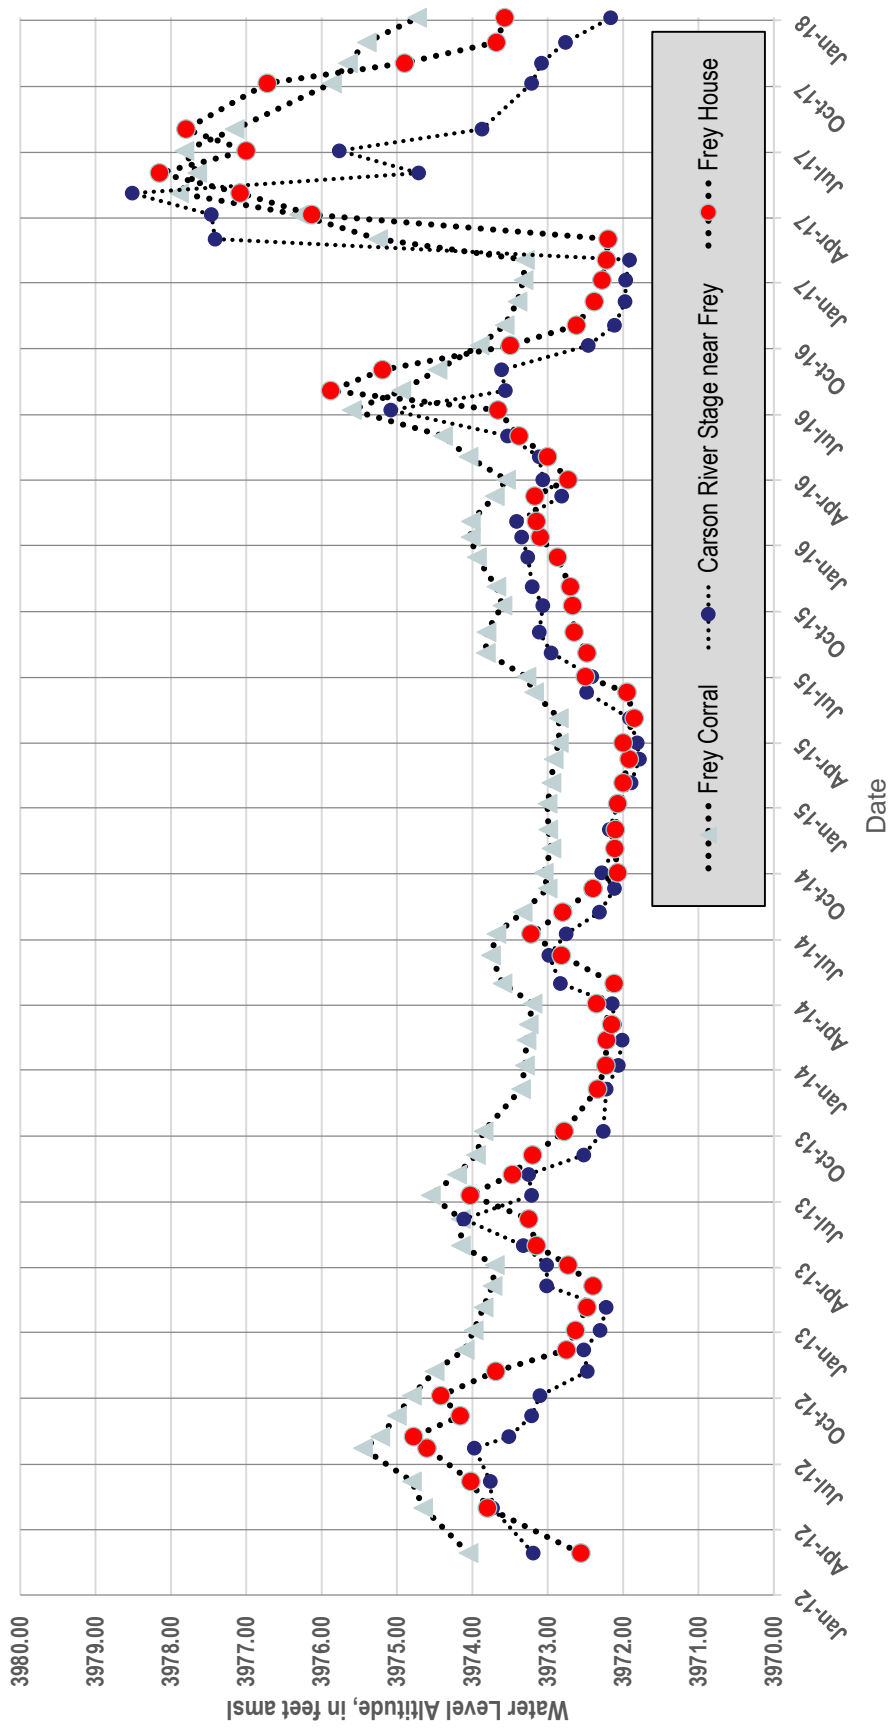 Water Level Altitude, in feet amsl
3980.00
3979.00
3978.00
3977.00
3976.00
3975.00
3974.00
3973.00
3972.00
3971.00
3970.00
Jan-12
Apr-12
Jul-12
Oct-12
Jan-13
Apr-13
Jul-13
Oct-13
Jan-14
Apr-14
Jul-14
Oct-14
Jan-15
Apr-15
Jul-15
Oct-15
Jan-16
Apr-16
Jul-16
Oct-16
Jan-17
Apr-17
Jul-17
Oct-17
Jan-18
Date
Frey Corral
Carson River Stage near Frey
Frey House